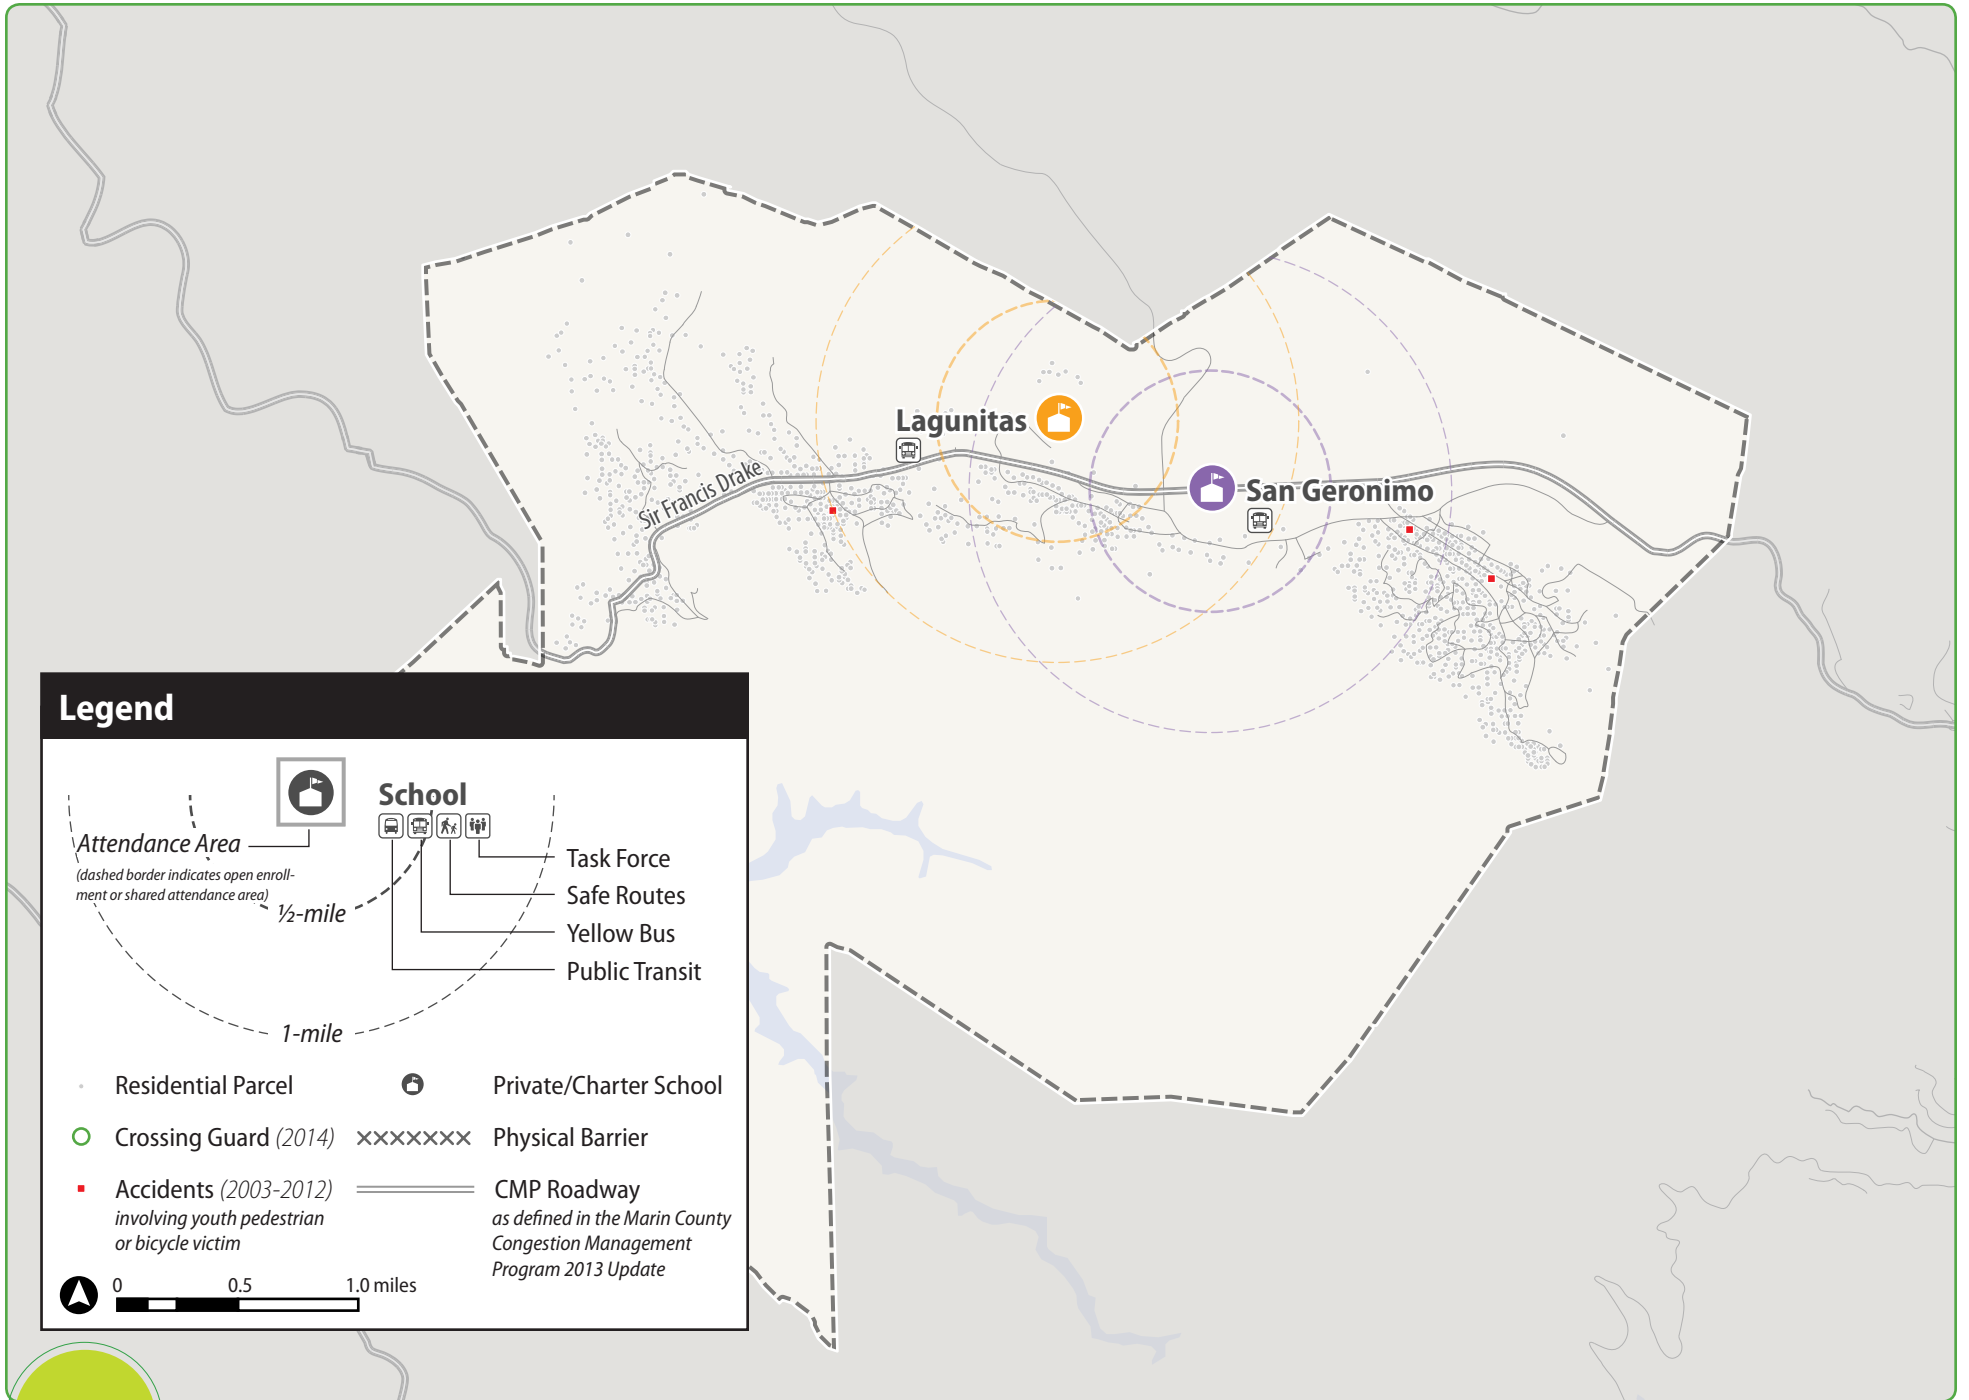 Lagunitas
San Geronimo
Sir Francis Drake
Legend
School
Attendance Area
(dashed border indicates open enroll-
ment or shared attendance area)
½-mile
1-mile
Task Force
Safe Routes
Yellow Bus
Public Transit
Residential Parcel
Private/Charter School
Crossing Guard (2014)
Physical Barrier
Accidents (2003-2012)
involving youth pedestrian
or bicycle victim
CMP Roadway
as defined in the Marin County
Congestion Management
Program 2013 Update
0 0.5 1.0 miles